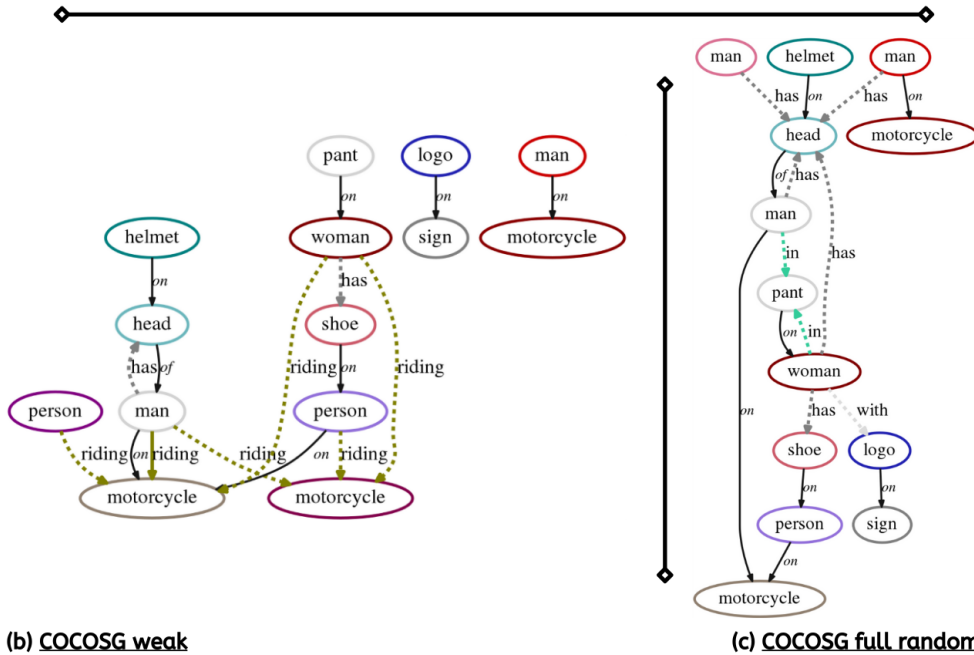 pant
logo
man
on
on
on
helmet
woman
sign
motorcycle
on
has
head
shoe
has
of
riding
on
riding
person
man
person
riding
on
riding
riding
on
riding
motorcycle
motorcycle
(b) COCOSG weak
man
helmet
man
has
on
has
on
head
motorcycle
of
has
man
in
has
pant
on
in
woman
on
has
with
shoe
logo
on
on
person
sign
on
motorcycle
(c) COCOSG full random